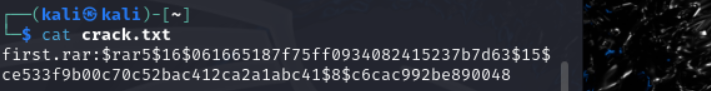 ┌──(kali㉿kali)-[~]
└─$ cat crack.txt
first.rar:$rar5$16$061665187f75ff0934082415237b7d63$15$
ce533f9b00c70c52bac412ca2a1abc41$8$c6cac992be890048